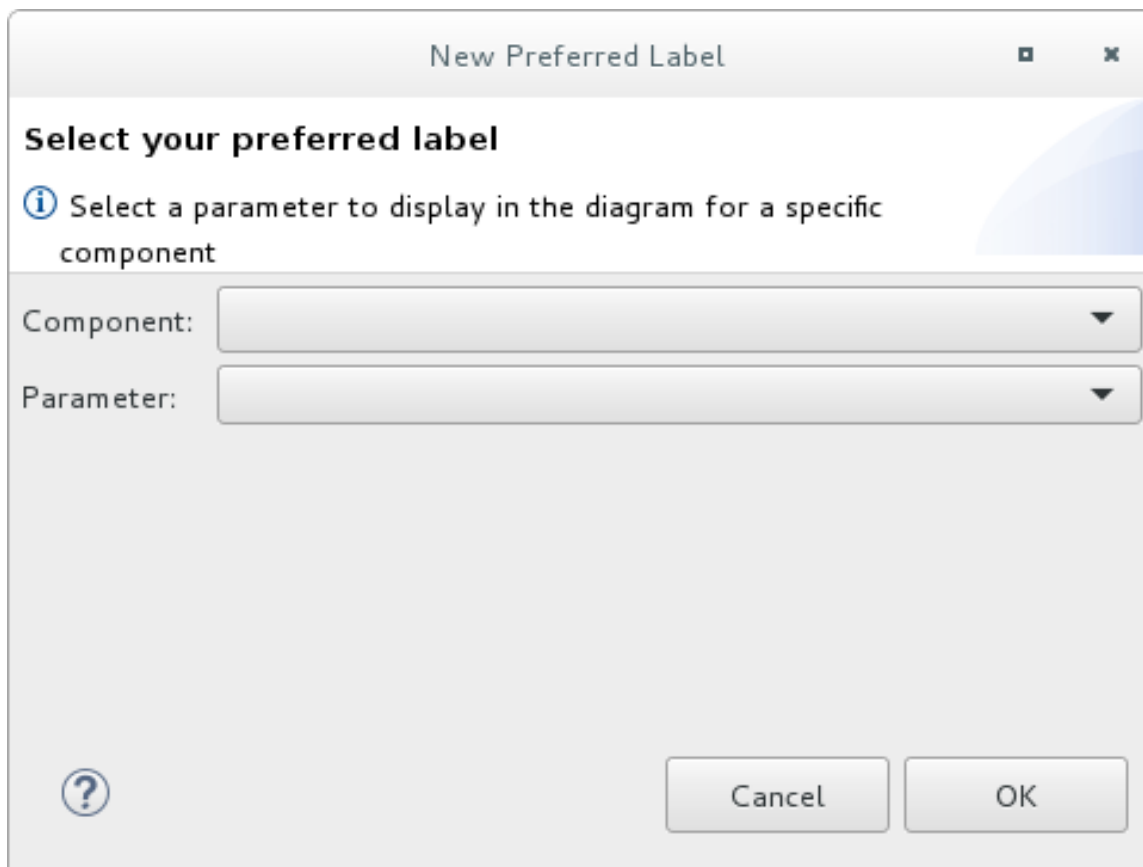 New Preferred Label
Select your preferred label
Select a parameter to display in the diagram for a specific
component
Component:
Parameter:
Cancel
OK